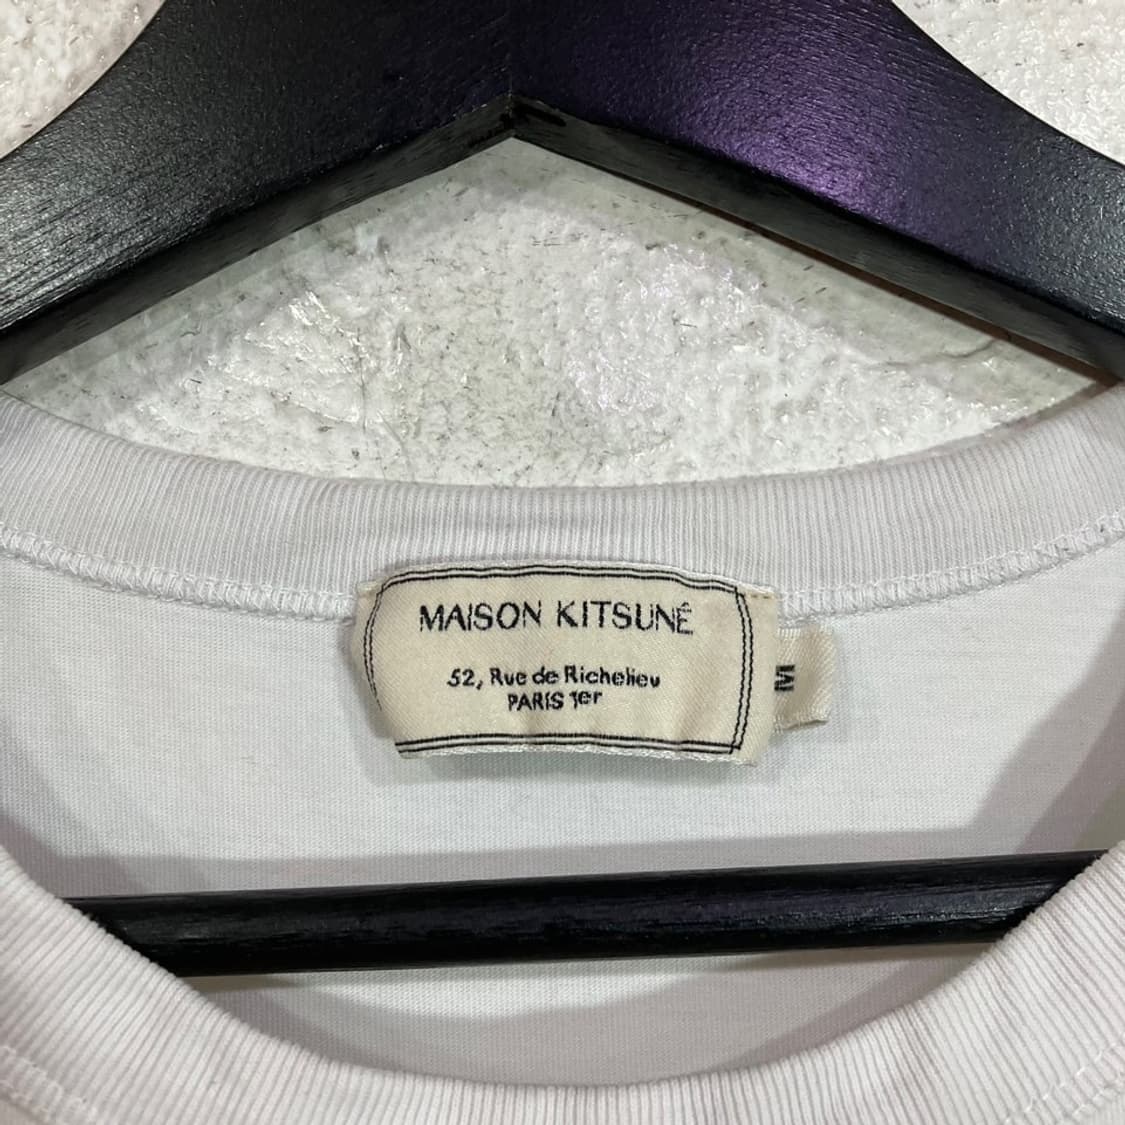 MAISON KITSUNÉ
52, Rue de Richelieu
PARIS 1er
M